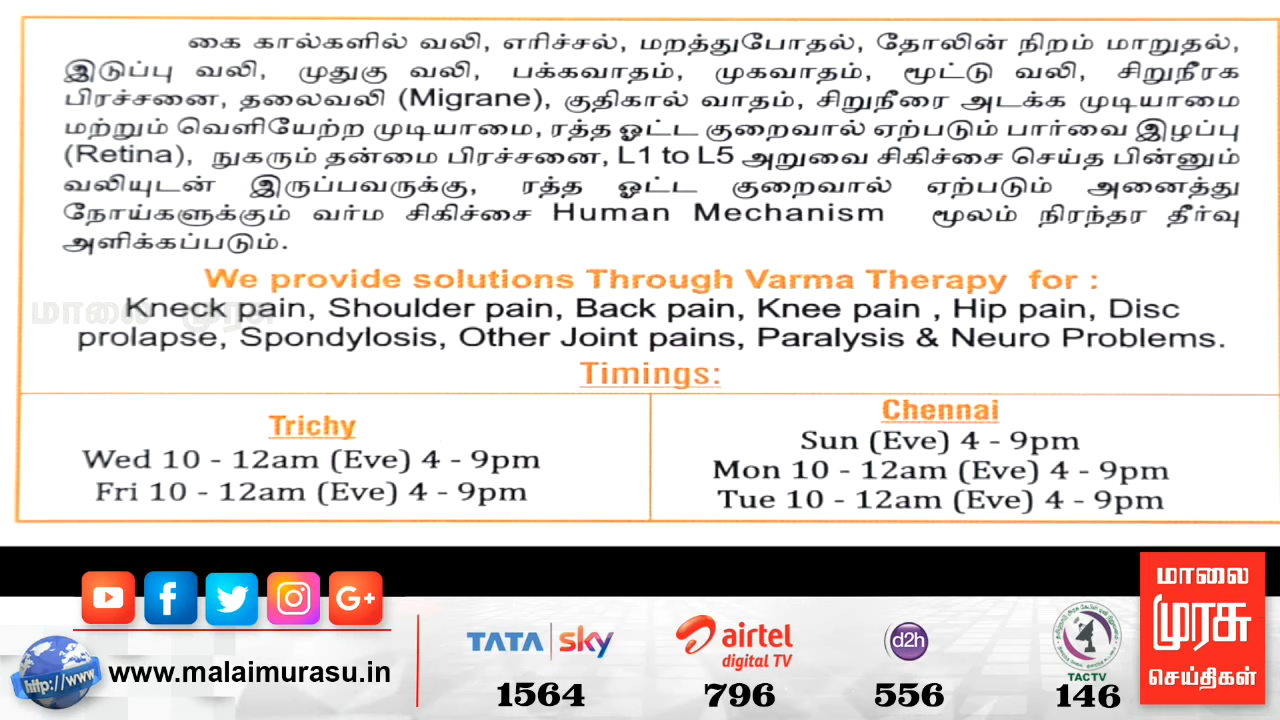 கை கால்களில் வலி, எரிச்சல், மறத்துபோதல், தோலின் நிறம் மாறுதல்,
இடுப்பு வலி, முதுகு வலி, பக்கவாதம், முகவாதம், மூட்டு வலி, சிறுநீரக
பிரச்சனை, தலைவலி (Migrane), குதிகால் வாதம், சிறுநீரை அடக்க முடியாமை
மற்றும் வெளியேற்ற முடியாமை, ரத்த ஓட்ட குறைவால் ஏற்படும் பார்வை இழப்பு
(Retina), நுகரும் தன்மை பிரச்சனை, L1 to L5 அறுவை சிகிச்சை செய்த பின்னும்
வலியுடன் இருப்பவருக்கு, ரத்த ஓட்ட குறைவால் ஏற்படும் அனைத்து
நோய்களுக்கும் வர்ம சிகிச்சை Human Mechanism மூலம் நிரந்தர தீர்வு
அளிக்கப்படும்.
We provide solutions Through Varma Therapy for :
மாலை முரசு
Kneck pain, Shoulder pain, Back pain, Knee pain , Hip pain, Disc
prolapse, Spondylosis, Other Joint pains, Paralysis & Neuro Problems.
Timings:
Trichy
Wed 10 - 12am (Eve) 4 - 9pm
Fri 10 - 12am (Eve) 4 - 9pm
Chennai
Sun (Eve) 4 - 9pm
Mon 10 - 12am (Eve) 4 - 9pm
Tue 10 - 12am (Eve) 4 - 9pm
http://www
www.malaimurasu.in
TATA sky
1564
airtel
digital TV
796
d2h
556
TACTV
146
மாலை
முரசு
செய்திகள்